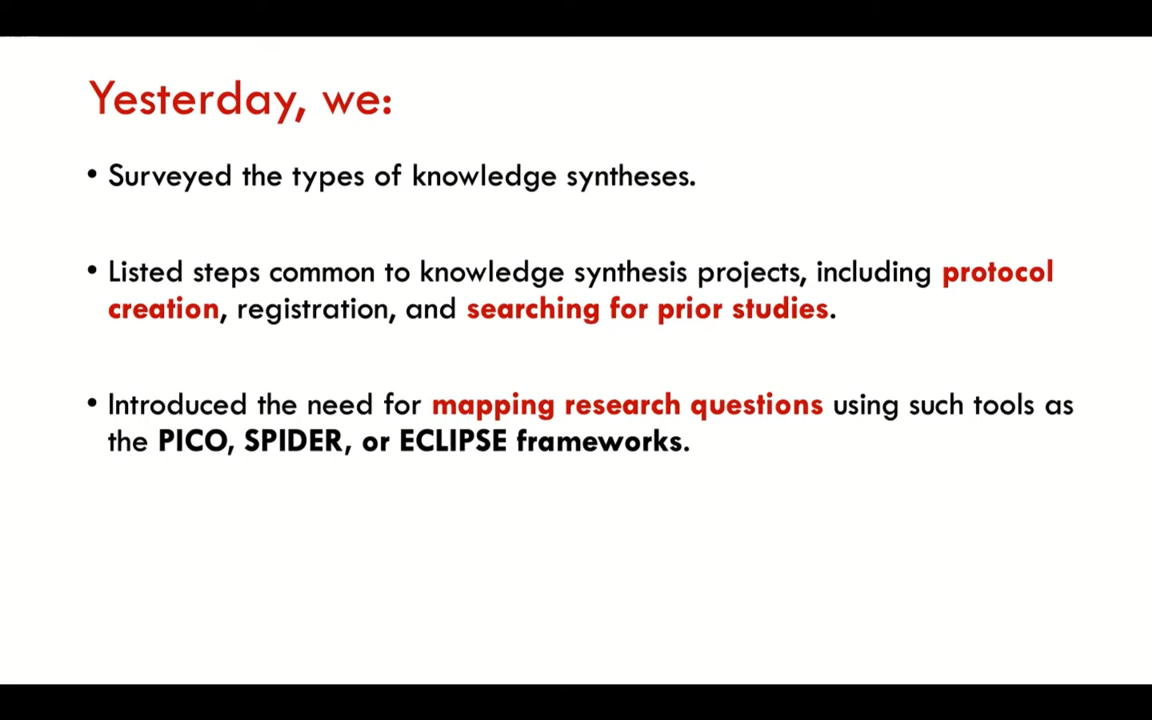 Yesterday, we:
• Surveyed the types of knowledge syntheses.
• Listed steps common to knowledge synthesis projects, including protocol
creation, registration, and searching for prior studies.
• Introduced the need for mapping research questions using such tools as
the PICO, SPIDER, or ECLIPSE frameworks.